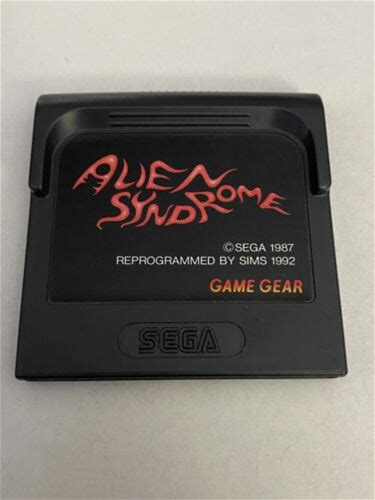 ALIEN
SYNDROME
©SEGA 1987
REPROGRAMMED BY SIMS 1992
GAME GEAR
SEGA